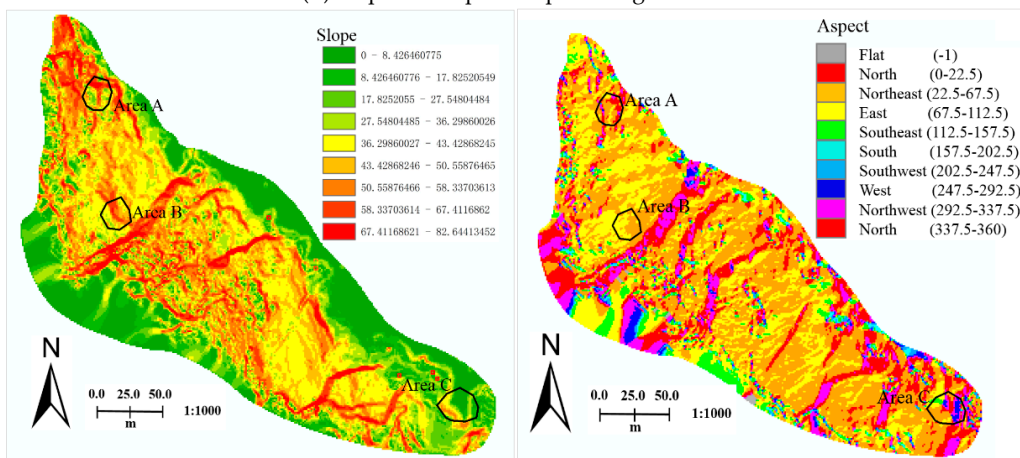 Slope
0 - 8.426460775
8.426460776 - 17.82520549
17.8252055 - 27.54804484
27.54804485 - 36.29860026
36.29860027 - 43.42868245
43.42868246 - 50.55876465
50.55876466 - 58.33703613
58.33703614 - 67.4116862
67.41168621 - 82.64413452
Area A
Area B
Area C
N
0.0 25.0 50.0
m
1:1000
Aspect
Flat (-1)
North (0-22.5)
Northeast (22.5-67.5)
East (67.5-112.5)
Southeast (112.5-157.5)
South (157.5-202.5)
Southwest (202.5-247.5)
West (247.5-292.5)
Northwest (292.5-337.5)
North (337.5-360)
Area A
Area B
Area C
N
0.0 25.0 50.0
m
1:1000